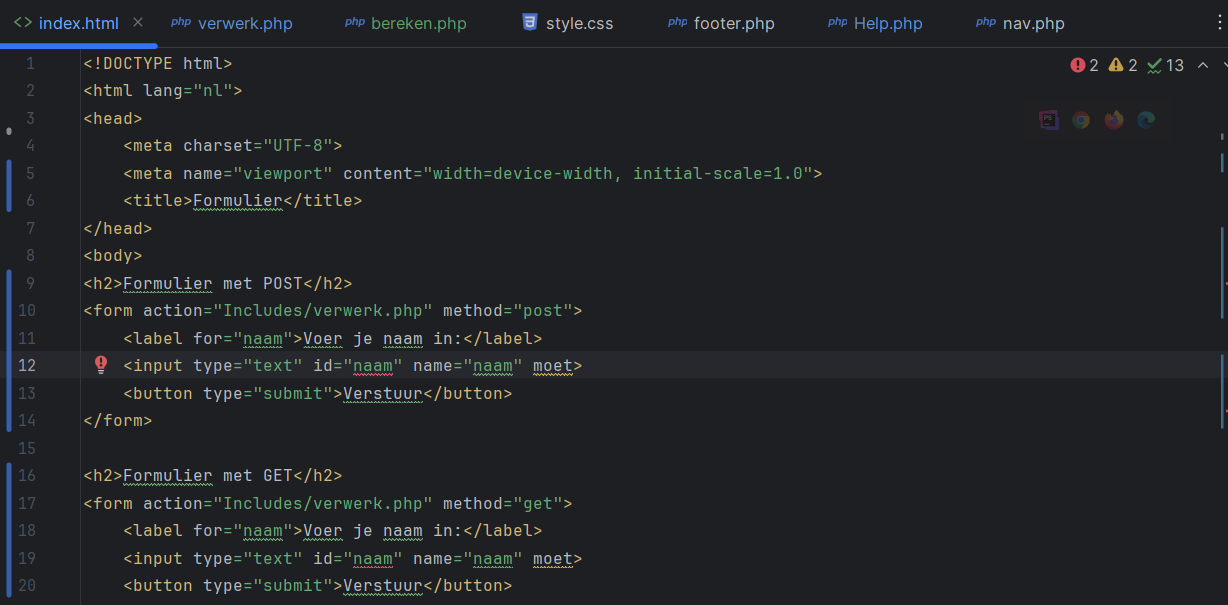 <> index.html × php verwerk.php php bereken.php style.css php footer.php php Help.php php nav.php
1 <!DOCTYPE html> 2 2 13
2 <html lang="nl">
3 <head>
4 <meta charset="UTF-8">
5 <meta name="viewport" content="width=device-width, initial-scale=1.0">
6 <title>Formulier</title>
7 </head>
8 <body>
9 <h2>Formulier met POST</h2>
10 <form action="Includes/verwerk.php" method="post">
11 <label for="naam">Voer je naam in:</label>
12 <input type="text" id="naam" name="naam" moet>
13 <button type="submit">Verstuur</button>
14 </form>
15
16 <h2>Formulier met GET</h2>
17 <form action="Includes/verwerk.php" method="get">
18 <label for="naam">Voer je naam in:</label>
19 <input type="text" id="naam" name="naam" moet>
20 <button type="submit">Verstuur</button>